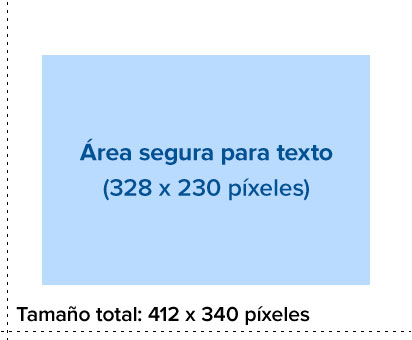 Área segura para texto
(328 x 230 píxeles)
Tamaño total: 412 x 340 píxeles